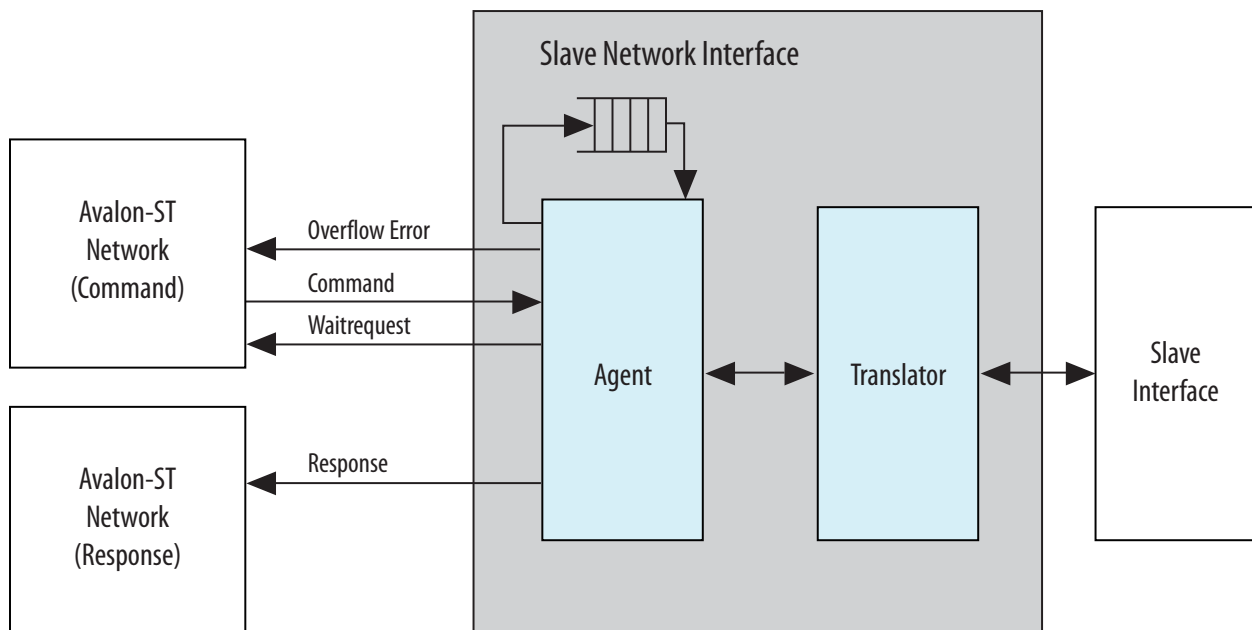 Slave Network Interface
Avalon-ST
Network
(Command)
Overflow Error
Command
Waitrequest
Agent
Translator
Slave
Interface
Avalon-ST
Network
(Response)
Response